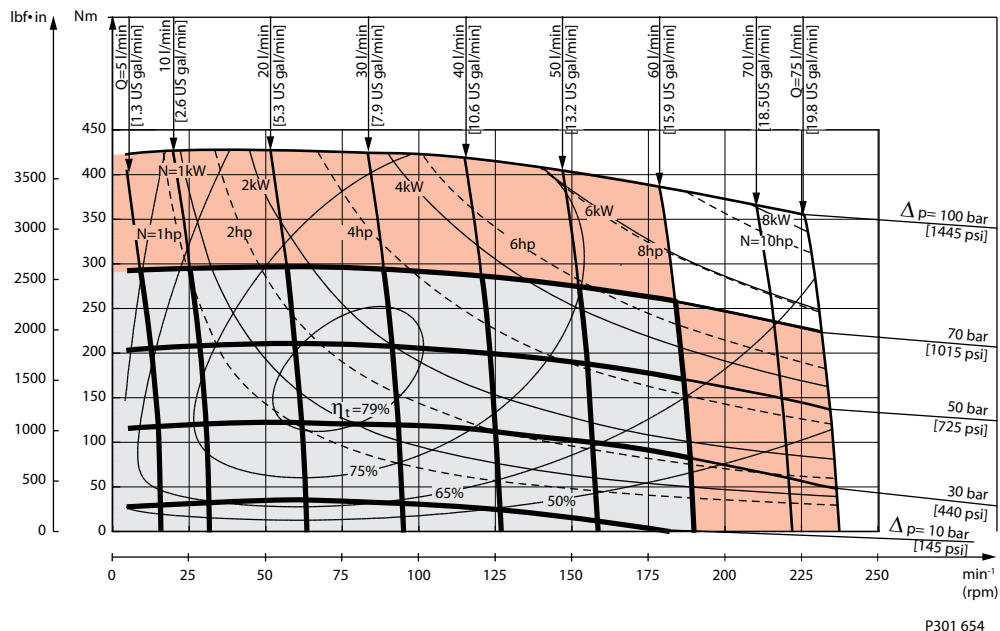 lbf•in
Nm
Q=5 l/min
[1.3 US gal/min]
10 l/min
[2.6 US gal/min]
20 l/min
[5.3 US gal/min]
30 l/min
[7.9 US gal/min]
40 l/min
[10.6 US gal/min]
50 l/min
[13.2 US gal/min]
60 l/min
[15.9 US gal/min]
70 l/min
[18.5US gal/min]
Q=75 l/min
[19.8 US gal/min]
450
400
350
300
250
200
150
100
50
0
3500
3000
2500
2000
1500
1000
500
0
N=1kW
2kW
4kW
6kW
8kW
N=1hp
2hp
4hp
6hp
8hp
N=10hp
ηt=79%
75%
65%
50%
Δ p= 100 bar
[1445 psi]
70 bar
[1015 psi]
50 bar
[725 psi]
30 bar
[440 psi]
Δ p= 10 bar
[145 psi]
0 25 50 75 100 125 150 175 200 225 250
min-1
(rpm)
P301 654